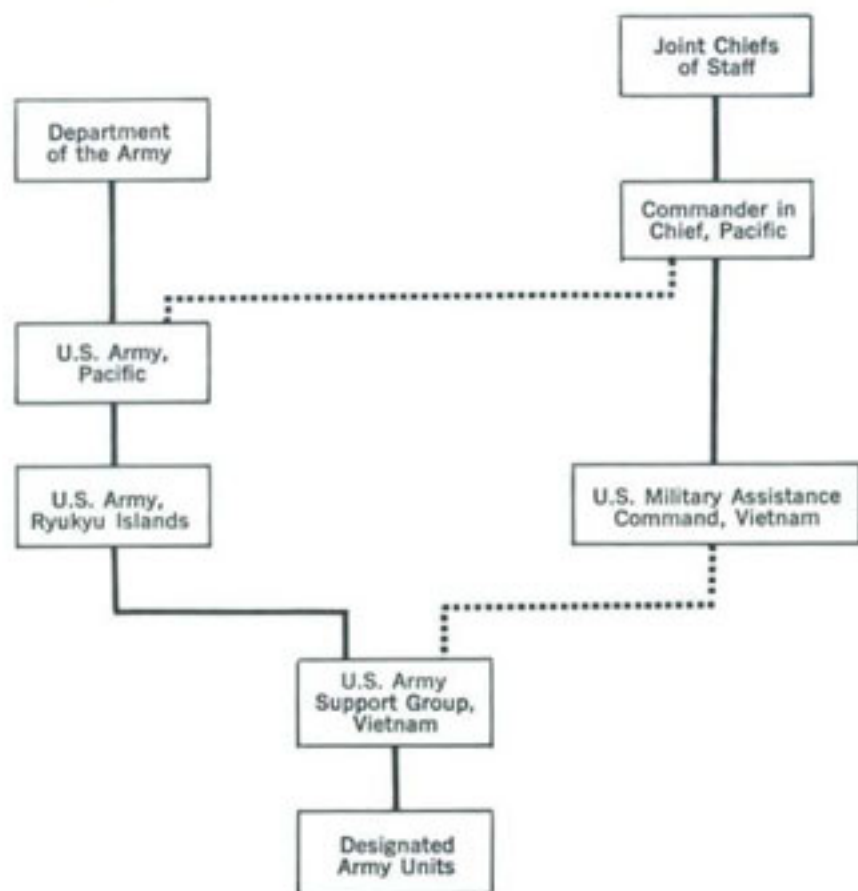 Joint Chiefs
of Staff
Department
of the Army
Commander in
Chief, Pacific
U.S. Army,
Pacific
U.S. Army,
Ryukyu Islands
U.S. Military Assistance
Command, Vietnam
U.S. Army
Support Group,
Vietnam
Designated
Army Units